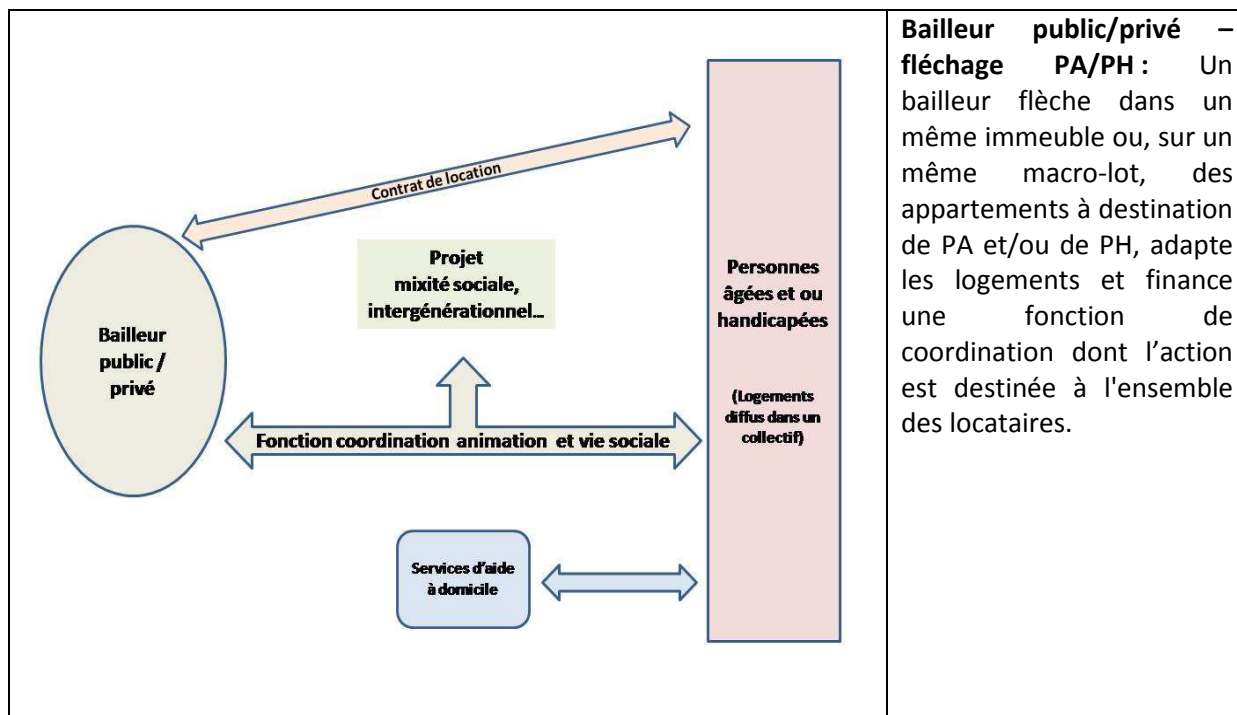 Contrat de location
Projet
mixité sociale,
intergénérationnel...
Bailleur
public /
privé
Personnes
âgées et ou
handicapées
(Logements
diffus dans un
collectif)
Fonction coordination animation et vie sociale
Services d'aide
à domicile
Bailleur public/privé –
fléchage PA/PH : Un
bailleur flèche dans un
même immeuble ou, sur un
même macro-lot, des
appartements à destination
de PA et/ou de PH, adapte
les logements et finance
une fonction de
coordination dont l’action
est destinée à l'ensemble
des locataires.